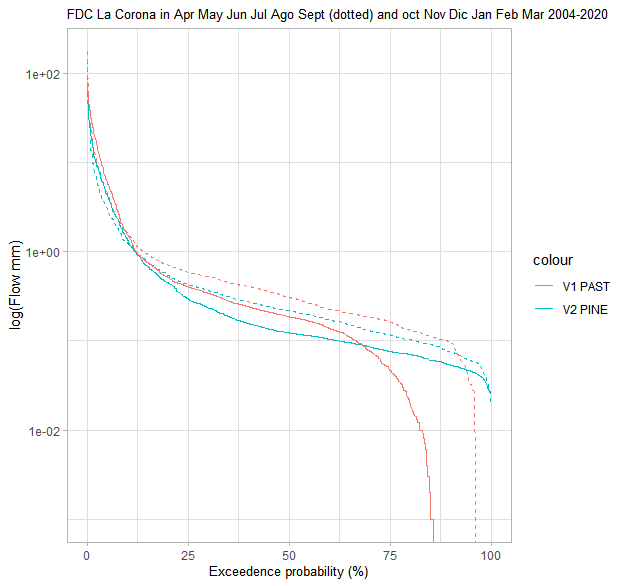 FDC La Corona in Apr May Jun Jul Ago Sept (dotted) and oct Nov Dic Jan Feb Mar 2004-2020
1e+02
1e+00
1e-02
log(Flow mm)
0 25 50 75 100
Exceedence probability (%)
colour
V1 PAST
V2 PINE